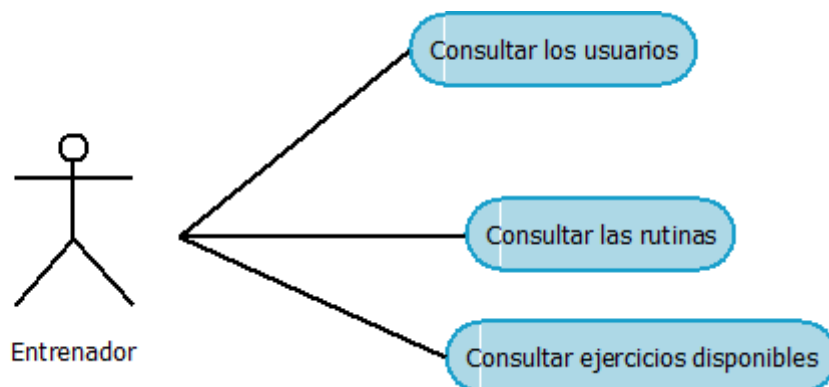 Consultar los usuarios
Consultar las rutinas
Entrenador
Consultar ejercicios disponibles